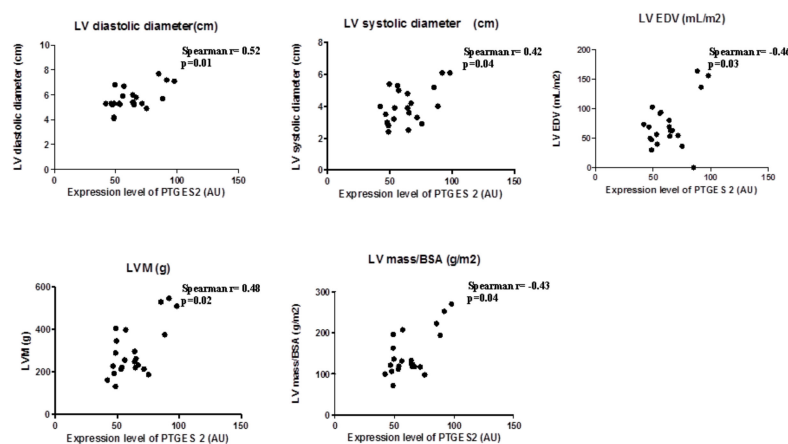 LV diastolic diameter(cm)
Spearman r= 0.52
p=0.01
LV diastolic diameter (cm)
10
8
6
4
2
0
0 50 100 150
Expression level of PTGES 2 (AU)
LV systolic diameter (cm)
Spearman r= 0.42
p=0.04
LV systolic diameter (cm)
8
6
4
2
0
0 50 100 150
Expression level of PTGES 2 (AU)
LV EDV (mL/m2)
Spearman r= -0.46
p=0.03
LV EDV (mL/m2)
200
150
100
50
0
0 50 100 150
Expression level of PTGES 2 (AU)
LVM (g)
Spearman r= 0.48
p=0.02
LVM (g)
600
400
200
0
0 50 100 150
Expression level of PTGES 2 (AU)
LV mass/BSA (g/m2)
Spearman r= -0.43
p=0.04
LV mass/BSA (g/m2)
300
200
100
0
0 50 100 150
Expression level of PTGES 2 (AU)